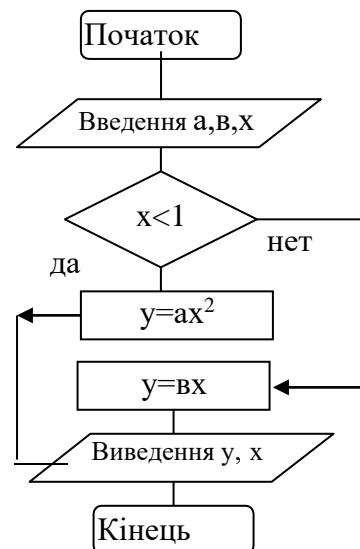 Початок
Введення а,в,х
x<1
нет
да
y=ax²
y=вx
Виведення y, x
Кінець